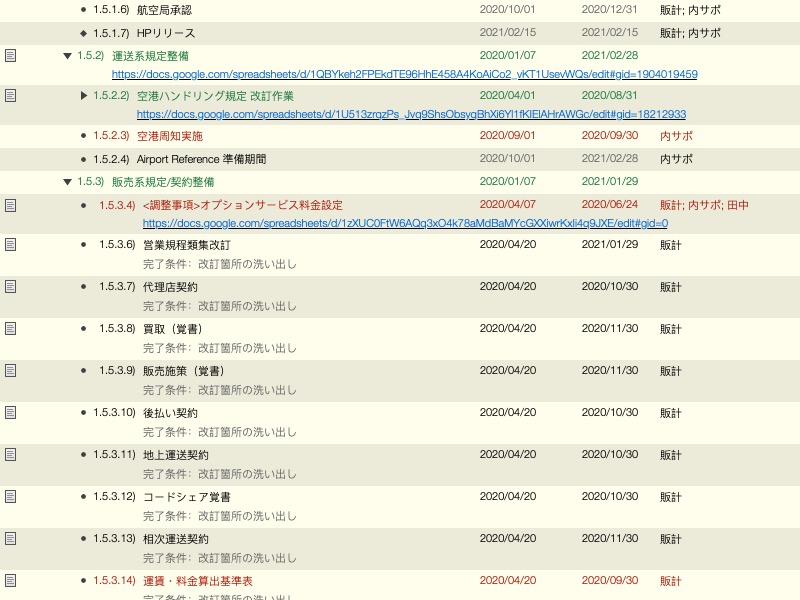 1.5.1.6) 航空局承認 2020/10/01 2020/12/31 販計; 内サポ
1.5.1.7) HPリリース 2021/02/15 2021/02/15 販計; 内サポ
1.5.2) 運送系規定整備 2020/01/07 2021/02/28
https://docs.google.com/spreadsheets/d/1QBYkeh2FPEkdTE96HhE458A4KoAiCo2_vKT1UsevWQs/edit#gid=1904019459
1.5.2.2) 空港ハンドリング規定 改訂作業 2020/04/01 2020/08/31
https://docs.google.com/spreadsheets/d/1U513zrqzPs_Jvq9ShsObsyqBhXi6Yl1fKIElAHrAWGc/edit#gid=18212933
1.5.2.3) 空港周知実施 2020/09/01 2020/09/30 内サポ
1.5.2.4) Airport Reference 準備期間 2020/10/01 2021/02/28 内サポ
1.5.3) 販売系規定/契約整備 2020/01/07 2021/01/29
1.5.3.4) <調整事項>オプションサービス料金設定 2020/04/07 2020/06/24 販計; 内サポ; 田中
https://docs.google.com/spreadsheets/d/1zXUC0FtW6AQq3xO4k78aMdBaMYcGXXiwrKxIi4q9JXE/edit#gid=0
1.5.3.6) 営業規程類集改訂 2020/04/20 2021/01/29 販計
完了条件：改訂箇所の洗い出し
1.5.3.7) 代理店契約 2020/04/20 2020/10/30 販計
完了条件：改訂箇所の洗い出し
1.5.3.8) 買取（覚書） 2020/04/20 2020/11/30 販計
完了条件：改訂箇所の洗い出し
1.5.3.9) 販売施策（覚書） 2020/04/20 2020/11/30 販計
完了条件：改訂箇所の洗い出し
1.5.3.10) 後払い契約 2020/04/20 2020/10/30 販計
完了条件：改訂箇所の洗い出し
1.5.3.11) 地上運送契約 2020/04/20 2020/10/30 販計
完了条件：改訂箇所の洗い出し
1.5.3.12) コードシェア覚書 2020/04/20 2020/10/30 販計
完了条件：改訂箇所の洗い出し
1.5.3.13) 相次運送契約 2020/04/20 2020/11/30 販計
完了条件：改訂箇所の洗い出し
1.5.3.14) 運賃・料金算出基準表 2020/04/20 2020/09/30 販計